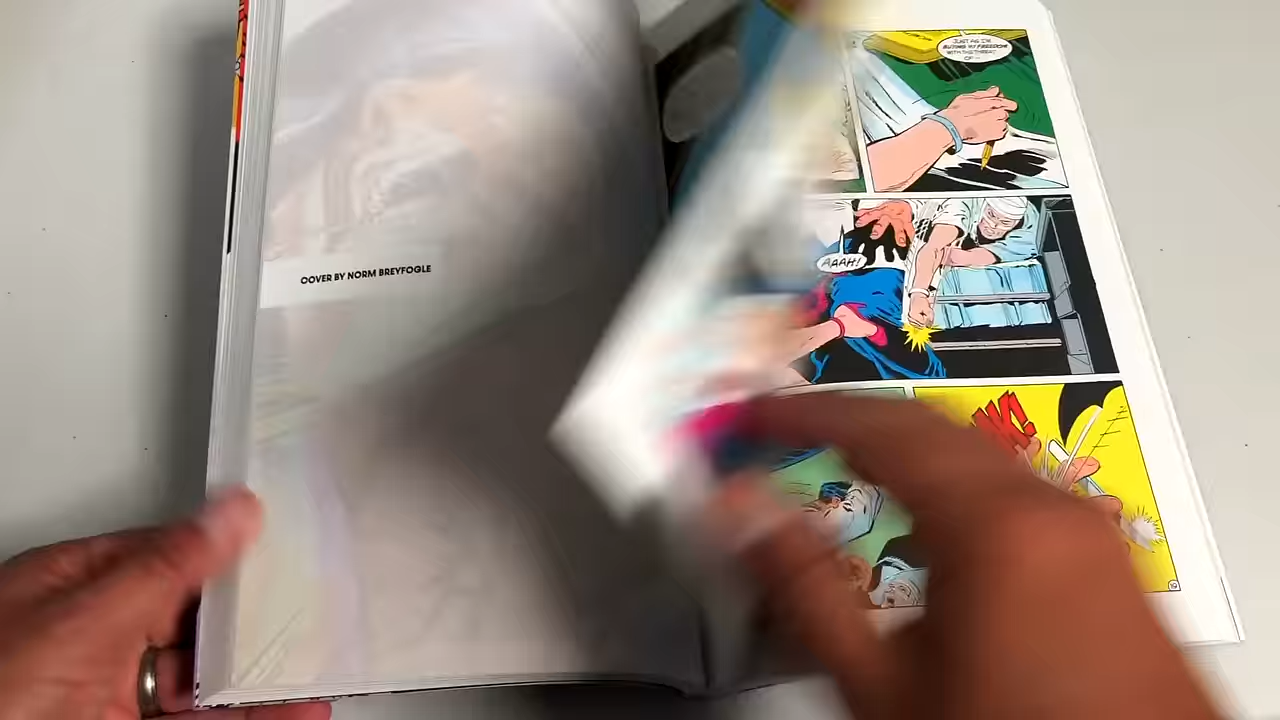 COVER BY NORM BREYFOGLE
JUST AS I'M
BUYING MY FREEDOM
WITH THE THREAT
OF --
AAAH!